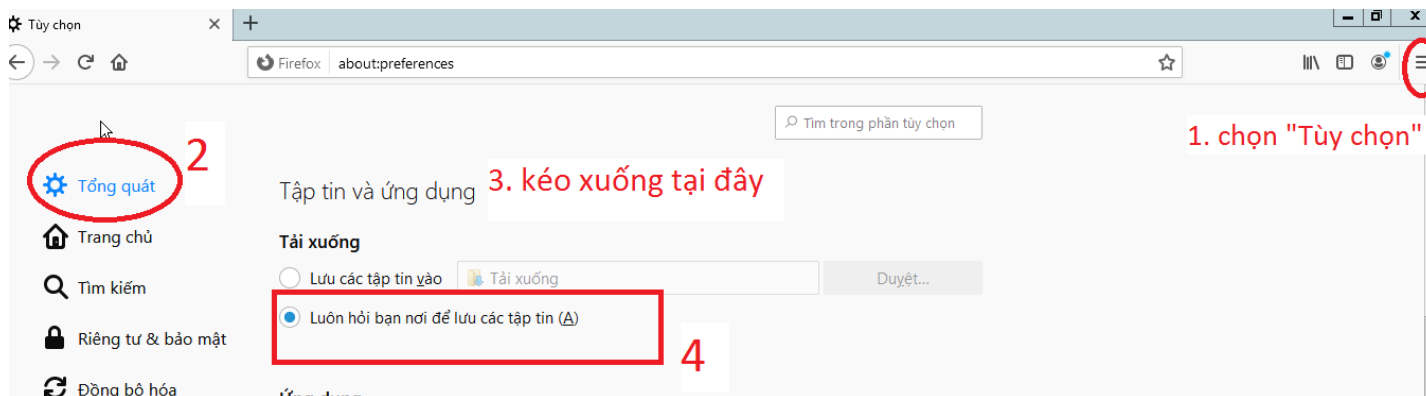 Tùy chọn
Firefox about:preferences
Tìm trong phần tùy chọn
1. chọn "Tùy chọn"
2
Tổng quát
Trang chủ
Tìm kiếm
Riêng tư & bảo mật
Đồng bộ hóa
Tập tin và ứng dụng
3. kéo xuống tại đây
Tải xuống
Lưu các tập tin vào
Tải xuống
Duyệt...
Luôn hỏi bạn nơi để lưu các tập tin (A)
4
Ứng dụng